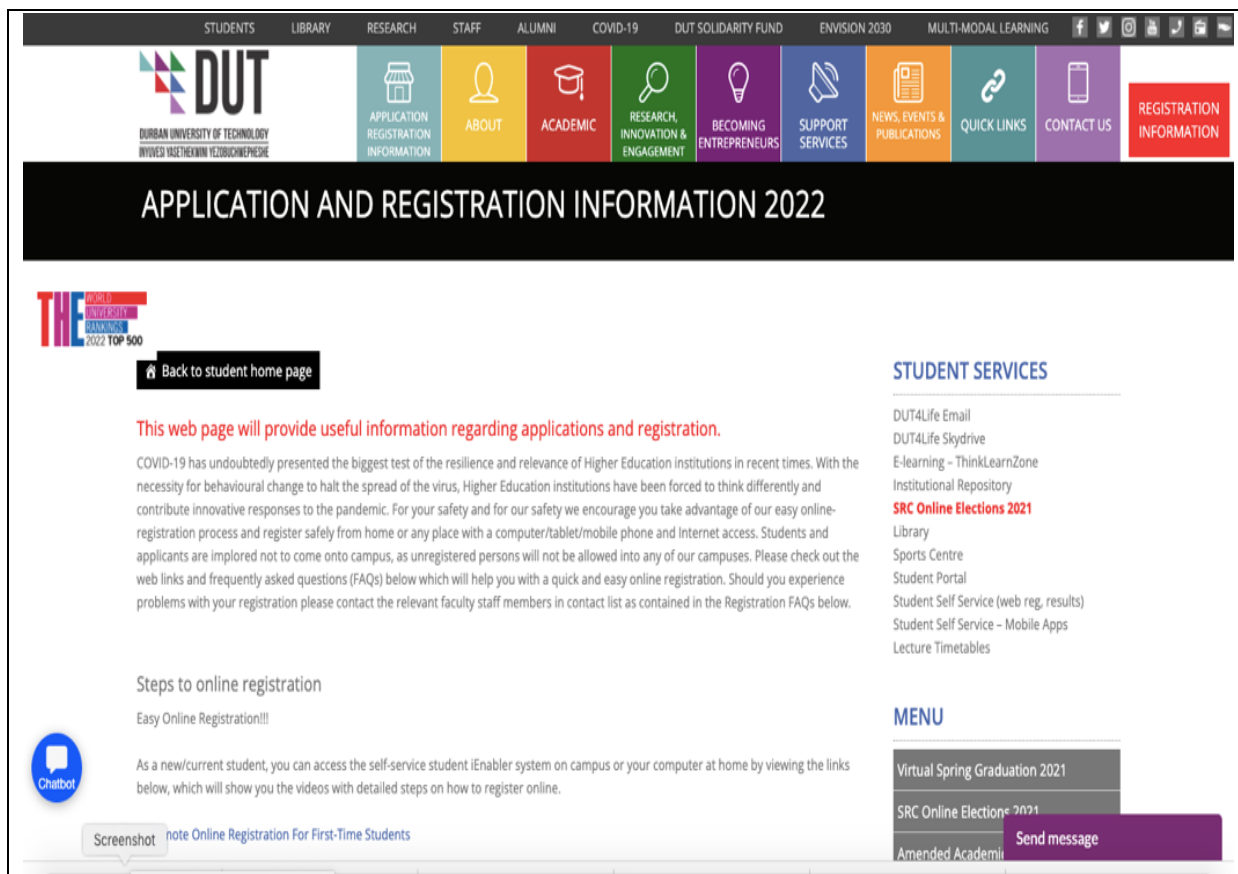 STUDENTS LIBRARY RESEARCH STAFF ALUMNI COVID-19 DUT SOLIDARITY FUND ENVISION 2030 MULTI-MODAL LEARNING
DUT
DURBAN UNIVERSITY OF TECHNOLOGY
INYUVESI YASETHEKWINI YEZOBUCHWEPHESHE
APPLICATION
REGISTRATION
INFORMATION
ABOUT
ACADEMIC
RESEARCH,
INNOVATION &
ENGAGEMENT
BECOMING
ENTREPRENEURS
SUPPORT
SERVICES
NEWS, EVENTS &
PUBLICATIONS
QUICK LINKS
CONTACT US
REGISTRATION
INFORMATION
APPLICATION AND REGISTRATION INFORMATION 2022
THE
WORLD
UNIVERSITY
RANKINGS
2022 TOP 500
Back to student home page
This web page will provide useful information regarding applications and registration.
COVID-19 has undoubtedly presented the biggest test of the resilience and relevance of Higher Education institutions in recent times. With the
necessity for behavioural change to halt the spread of the virus, Higher Education institutions have been forced to think differently and
contribute innovative responses to the pandemic. For your safety and for our safety we encourage you take advantage of our easy online-
registration process and register safely from home or any place with a computer/tablet/mobile phone and Internet access. Students and
applicants are implored not to come onto campus, as unregistered persons will not be allowed into any of our campuses. Please check out the
web links and frequently asked questions (FAQs) below which will help you with a quick and easy online registration. Should you experience
problems with your registration please contact the relevant faculty staff members in contact list as contained in the Registration FAQs below.
Steps to online registration
Easy Online Registration!!!
As a new/current student, you can access the self-service student iEnabler system on campus or your computer at home by viewing the links
below, which will show you the videos with detailed steps on how to register online.
note Online Registration For First-Time Students
Chatbot
Screenshot
STUDENT SERVICES
DUT4Life Email
DUT4Life Skydrive
E-learning – ThinkLearnZone
Institutional Repository
SRC Online Elections 2021
Library
Sports Centre
Student Portal
Student Self Service (web reg, results)
Student Self Service – Mobile Apps
Lecture Timetables
MENU
Virtual Spring Graduation 2021
SRC Online Elections 2021
Amended Academi
Send message